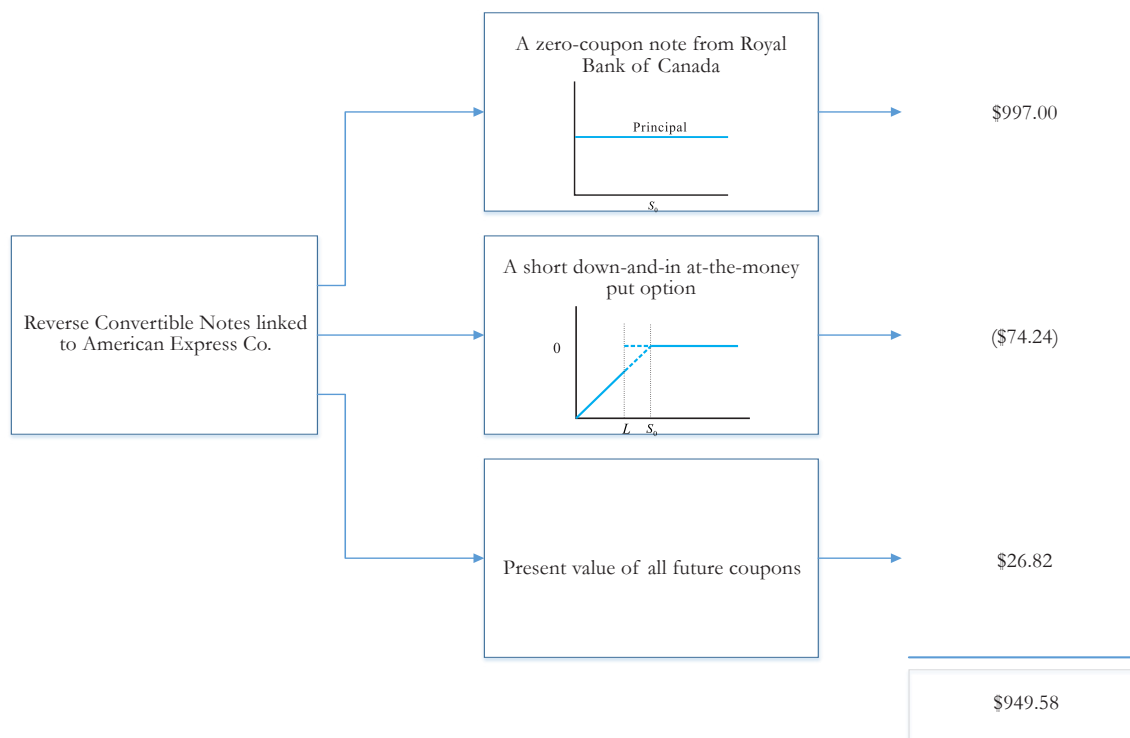 A zero-coupon note from Royal
Bank of Canada
Principal
S₀
$997.00
Reverse Convertible Notes linked
to American Express Co.
A short down-and-in at-the-money
put option
0
L S₀
($74.24)
Present value of all future coupons
$26.82
$949.58